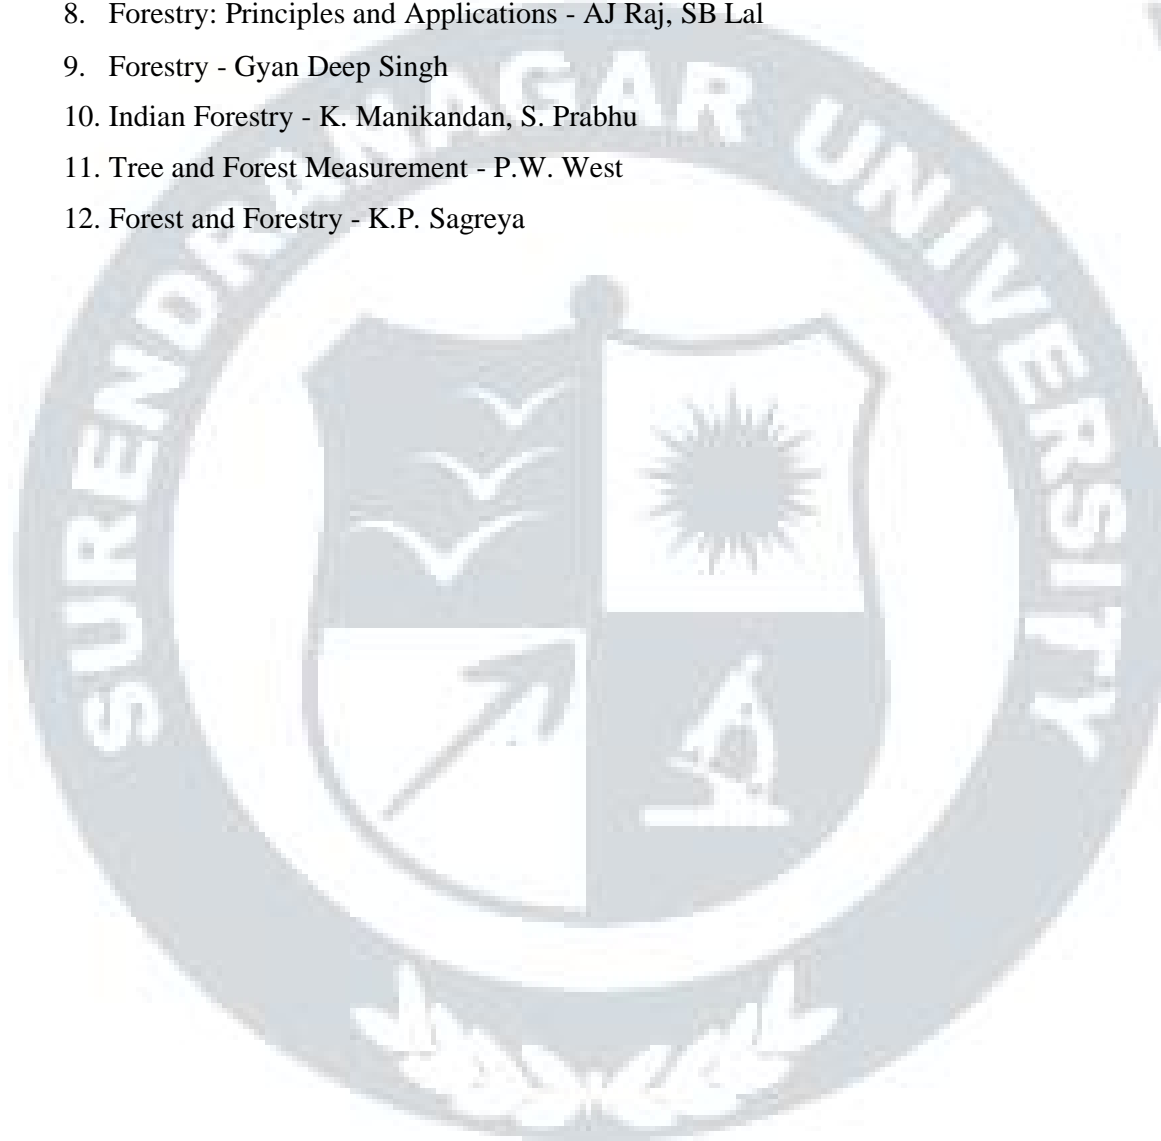 8. Forestry: Principles and Applications - AJ Raj, SB Lal
9. Forestry - Gyan Deep Singh
10. Indian Forestry - K. Manikandan, S. Prabhu
11. Tree and Forest Measurement - P.W. West
12. Forest and Forestry - K.P. Sagreya
SURENDRANAGAR UNIVERSITY